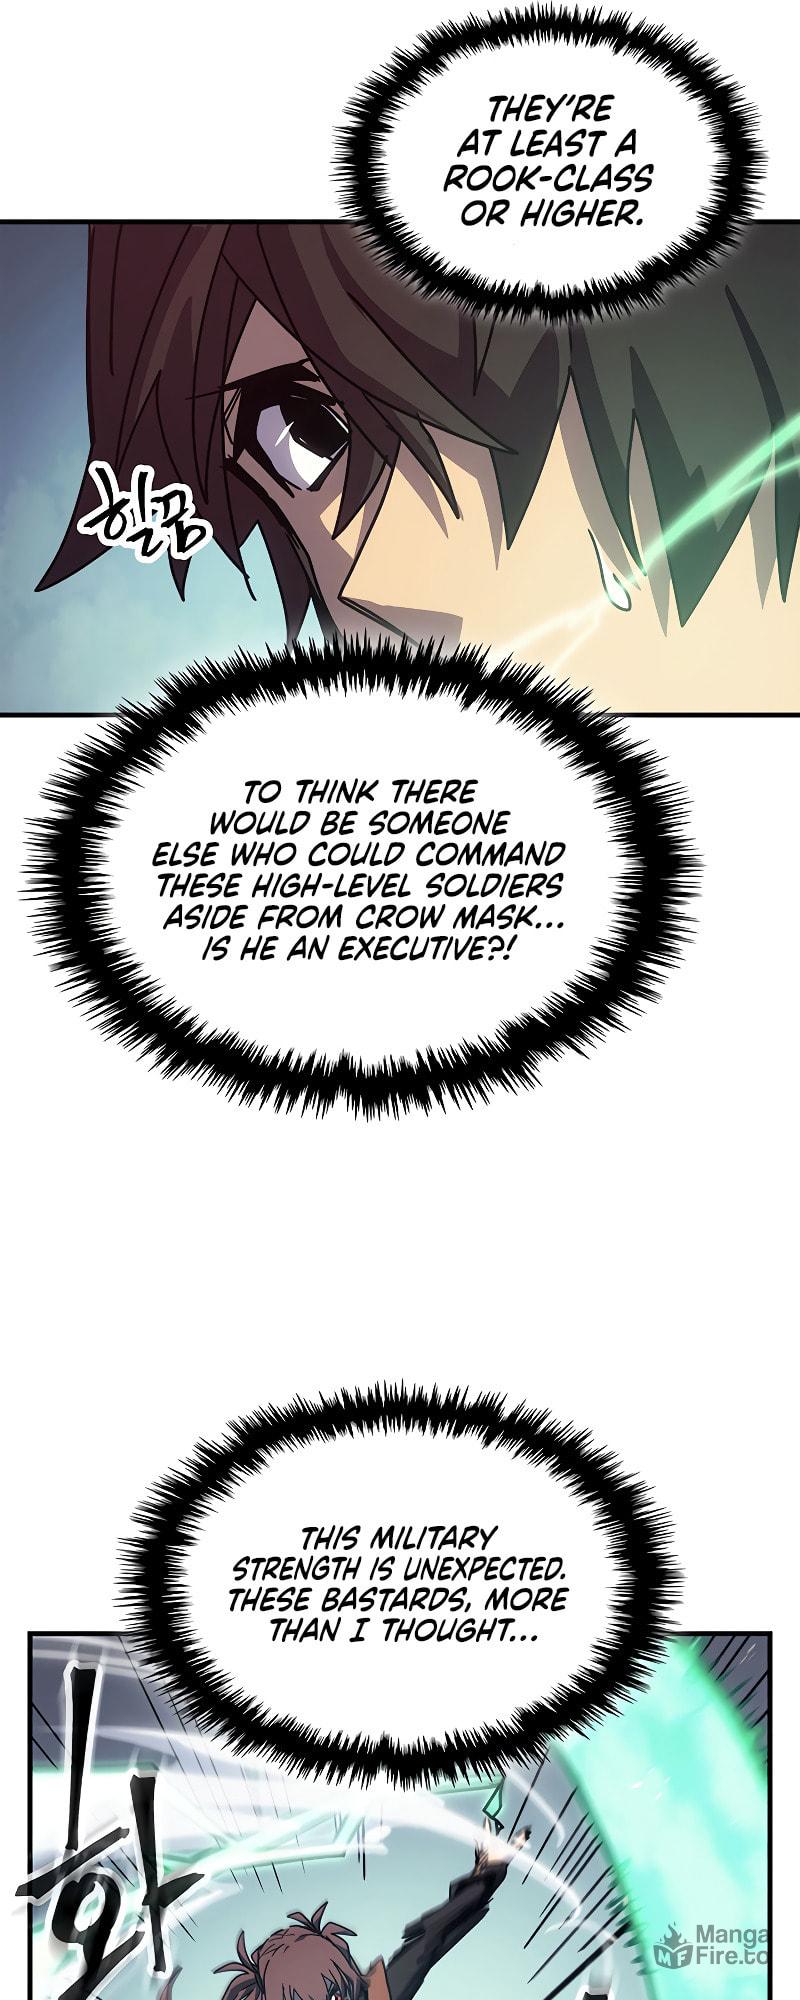 THEY'RE
AT LEAST A
ROOK-CLASS
OR HIGHER.
힐끔
TO THINK THERE
WOULD BE SOMEONE
ELSE WHO COULD COMMAND
THESE HIGH-LEVEL SOLDIERS
ASIDE FROM CROW MASK...
IS HE AN EXECUTIVE?!
THIS MILITARY
STRENGTH IS UNEXPECTED.
THESE BASTARDS, MORE
THAN I THOUGHT...
Manga
Fire.to
MF